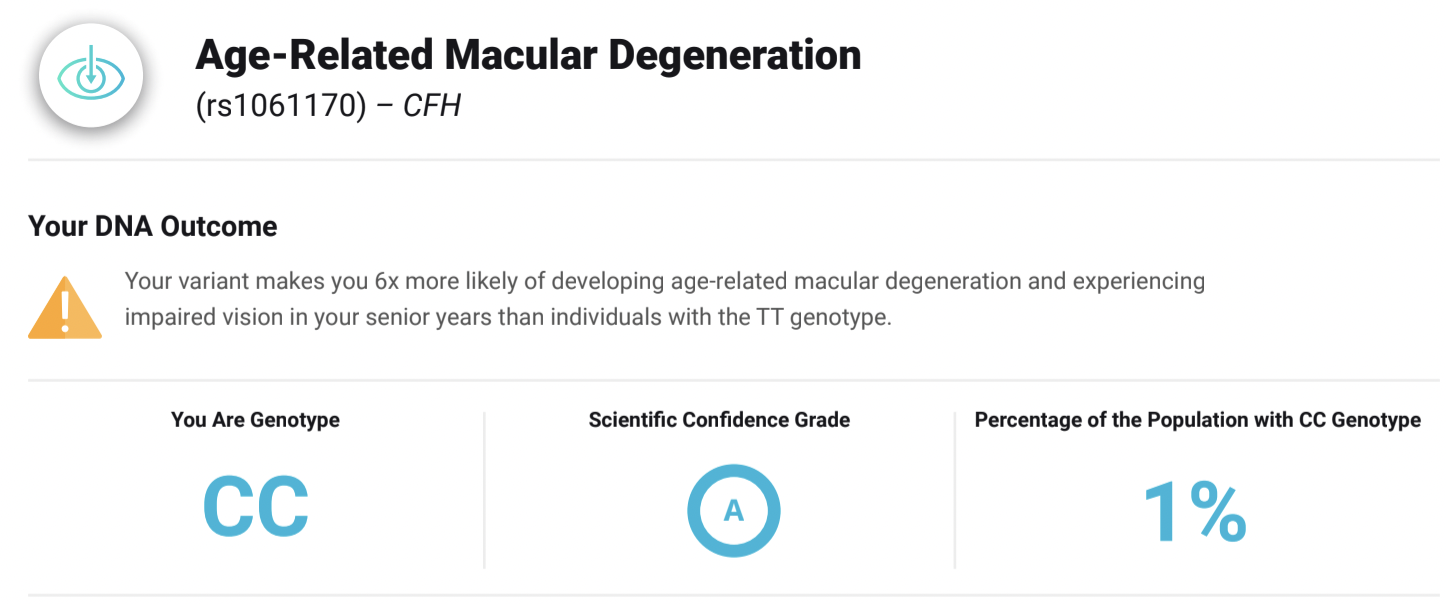 Age-Related Macular Degeneration
(rs1061170) – CFH
Your DNA Outcome
Your variant makes you 6x more likely of developing age-related macular degeneration and experiencing
impaired vision in your senior years than individuals with the TT genotype.
You Are Genotype
CC
Scientific Confidence Grade
A
Percentage of the Population with CC Genotype
1%